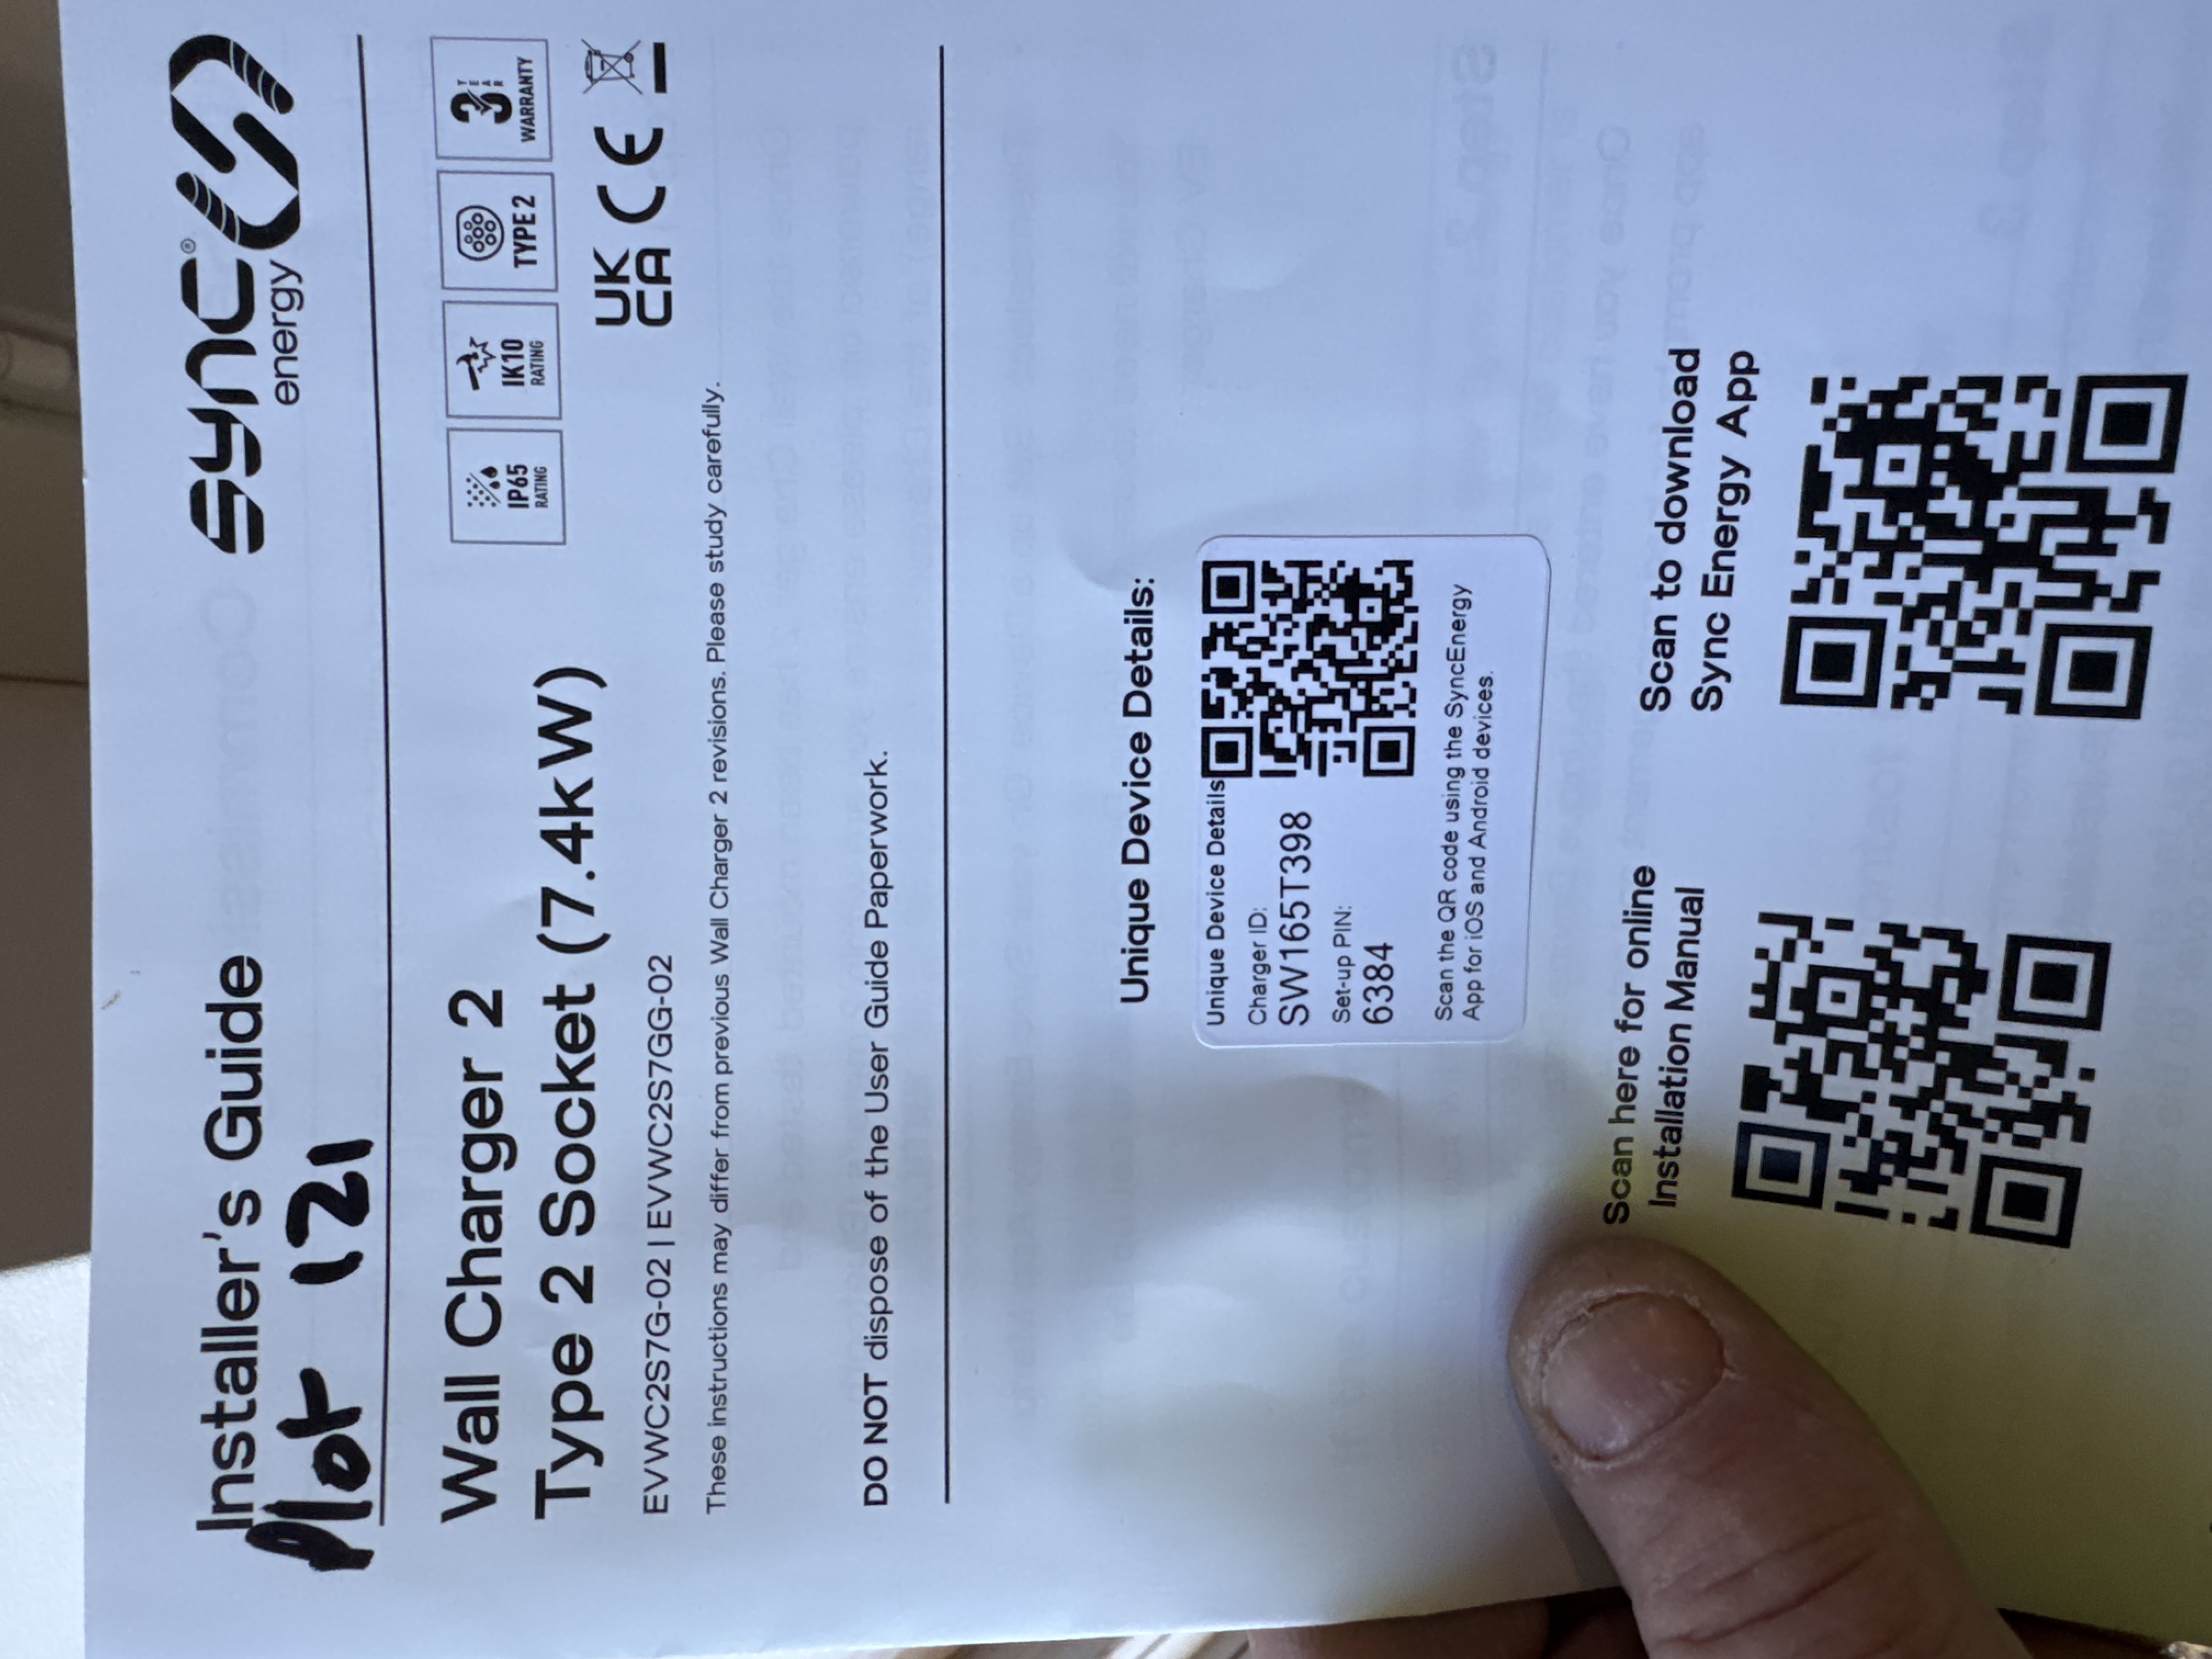 Installer's Guide
sync®
energy
Plot 121
Wall Charger 2
Type 2 Socket (7.4kW)
EVWC2S7G-02 | EVWC2S7GG-02
IP65
RATING
IK10
RATING
TYPE 2
3
YEAR
WARRANTY
UK
CA
CE
These instructions may differ from previous Wall Charger 2 revisions. Please study carefully.
DO NOT dispose of the User Guide Paperwork.
Unique Device Details:
Unique Device Details
Charger ID:
SW165T398
Set-up PIN:
6384
Scan the QR code using the SyncEnergy
App for iOS and Android devices.
Scan here for online
Installation Manual
Scan to download
Sync Energy App